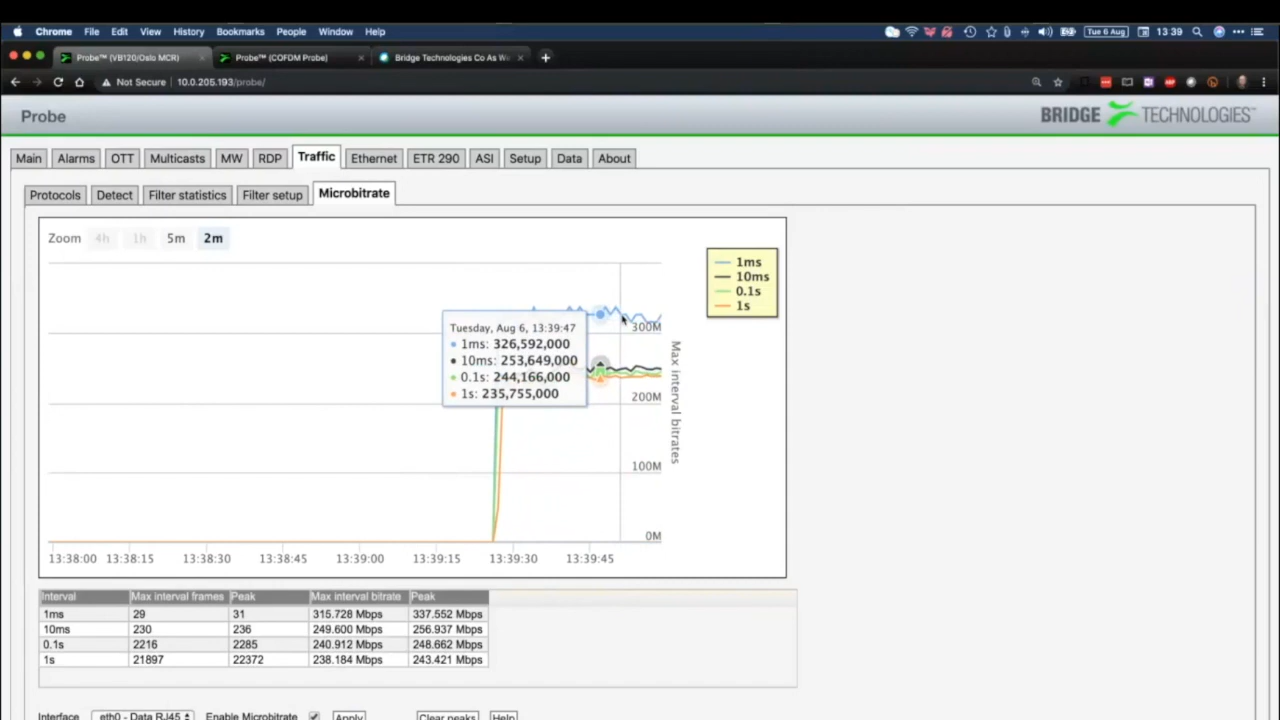 Chrome File Edit View History Bookmarks People Window Help Tue 6 Aug 13 39
Probe™ (VB120/Oslo MCR) Probe™ (COFDM Probe) Bridge Technologies Co As W
Not Secure 10.0.205.193/probe/
Probe BRIDGE TECHNOLOGIES™
Main Alarms OTT Multicasts MW RDP Traffic Ethernet ETR 290 ASI Setup Data About
Protocols Detect Filter statistics Filter setup Microbitrate
Zoom 4h 1h 5m 2m
1ms
10ms
0.1s
1s
Tuesday, Aug 6, 13:39:47
1ms: 326,592,000
10ms: 253,649,000
0.1s: 244,166,000
1s: 235,755,000
300M
200M
100M
0M
Max interval bitrates
13:38:00 13:38:15 13:38:30 13:38:45 13:39:00 13:39:15 13:39:30 13:39:45
Interval Max interval frames Peak Max interval bitrate Peak
1ms 29 31 315.728 Mbps 337.552 Mbps
10ms 230 236 249.600 Mbps 256.937 Mbps
0.1s 2216 2285 240.912 Mbps 248.662 Mbps
1s 21897 22372 238.184 Mbps 243.421 Mbps
Interface eth0 - Data RJ45 Enable Microbitrate Apply Clear peaks Help